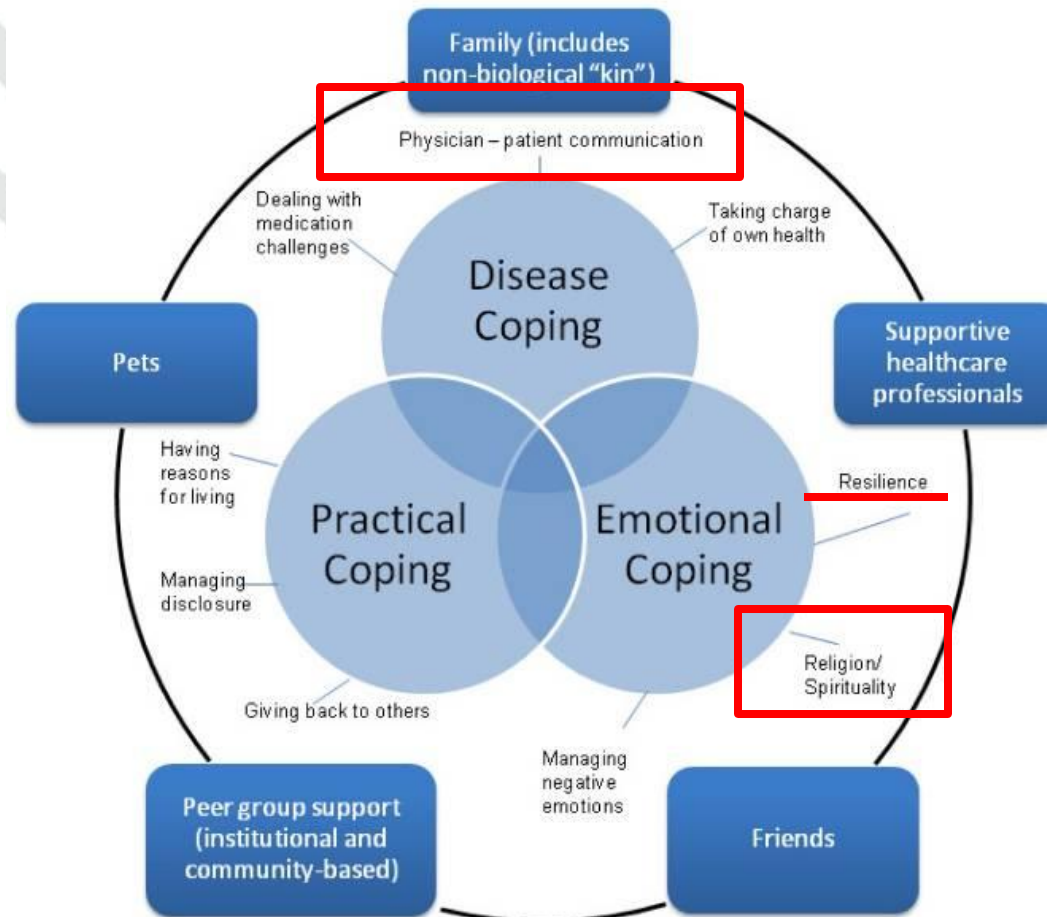 Family (includes
non-biological “kin”)
Physician – patient communication
Dealing with
medication
challenges
Taking charge
of own health
Disease
Coping
Pets
Supportive
healthcare
professionals
Having
reasons
for living
Resilience
Practical
Coping
Emotional
Coping
Managing
disclosure
Religion/
Spirituality
Giving back to others
Managing
negative
emotions
Peer group support
(institutional and
community-based)
Friends